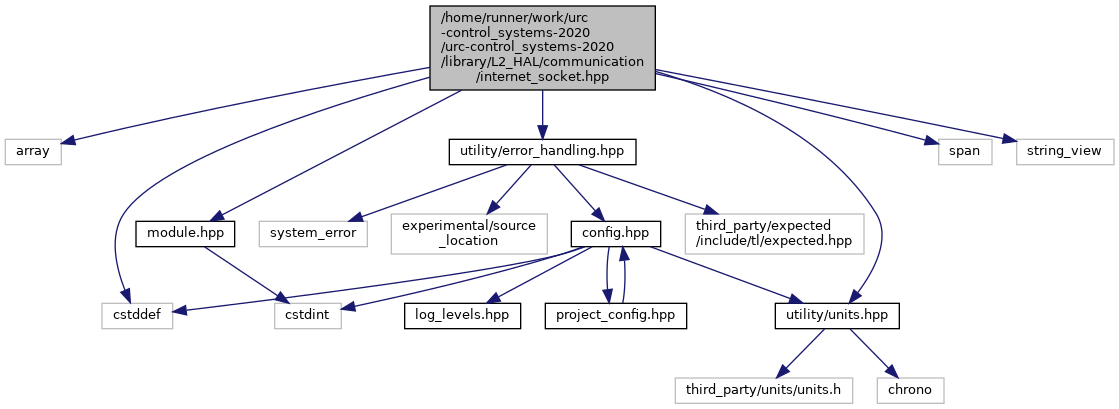 /home/runner/work/urc
-control_systems-2020
/urc-control_systems-2020
/library/L2_HAL/communication
/internet_socket.hpp
array
utility/error_handling.hpp
span
string_view
module.hpp
system_error
experimental/source
_location
config.hpp
third_party/expected
/include/tl/expected.hpp
cstddef
cstdint
log_levels.hpp
project_config.hpp
utility/units.hpp
third_party/units/units.h
chrono